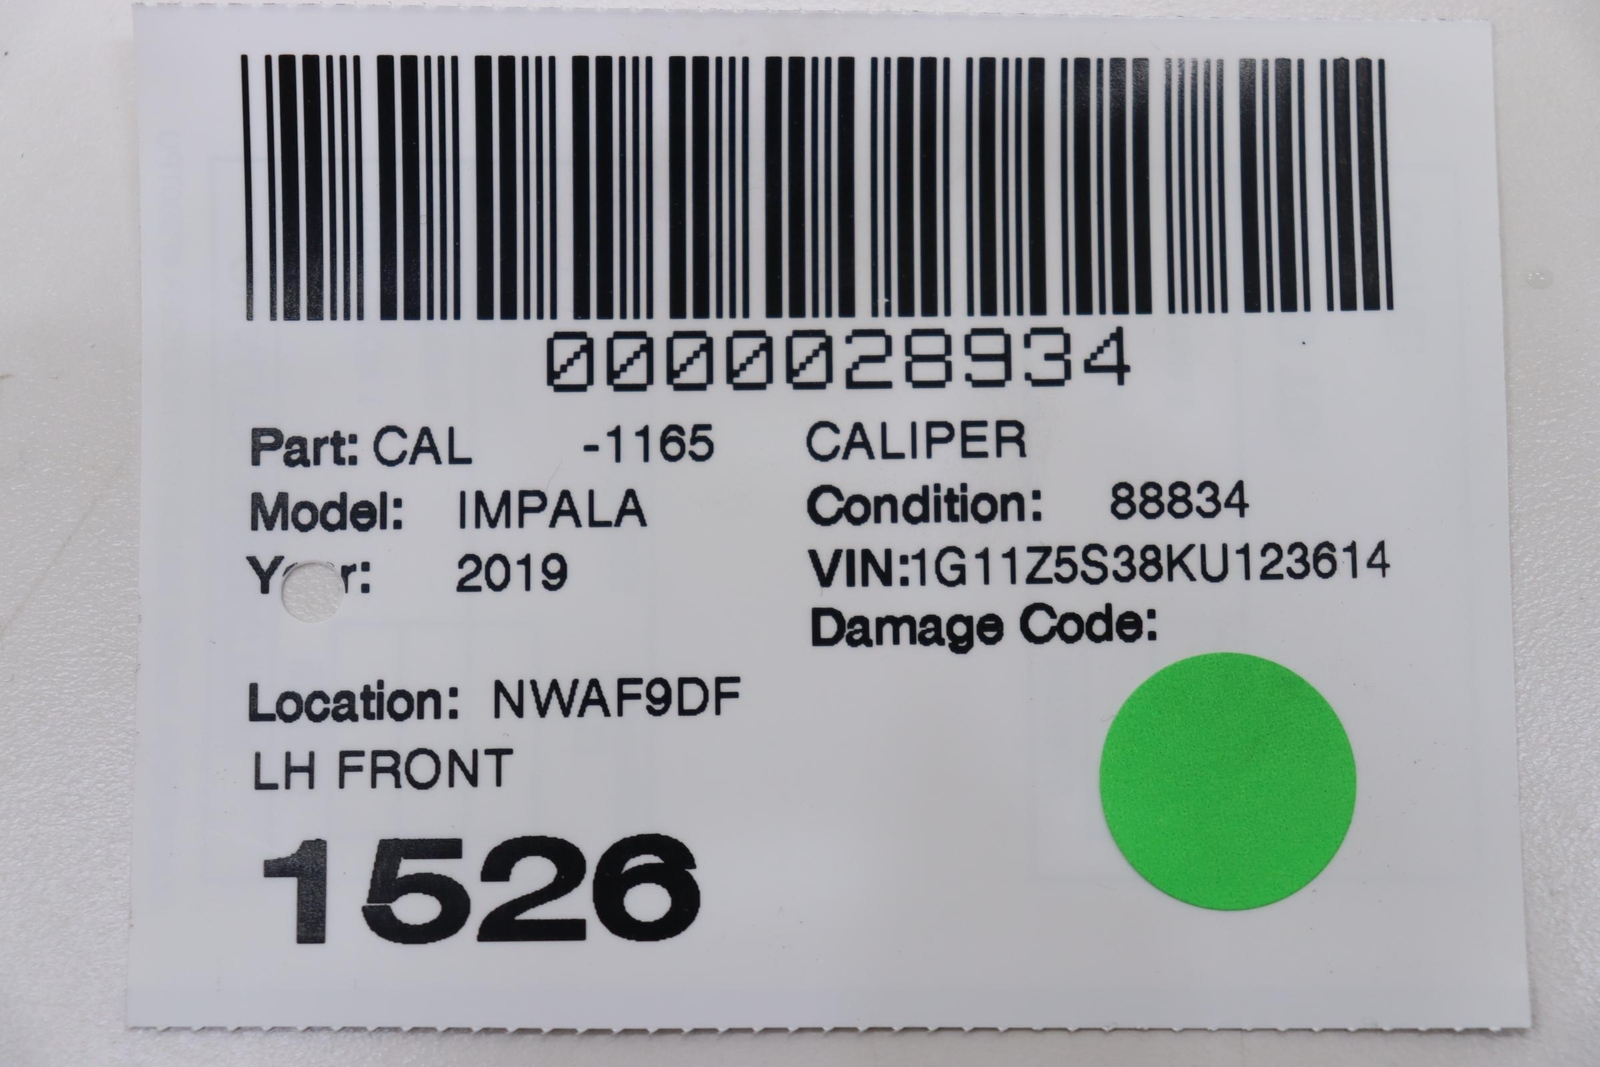 0000028934
Part: CAL -1165 CALIPER
Model: IMPALA Condition: 88834
2019 VIN:1G11Z5S38KU123614
Damage Code:
Location: NWAF9DF
LH FRONT
1526